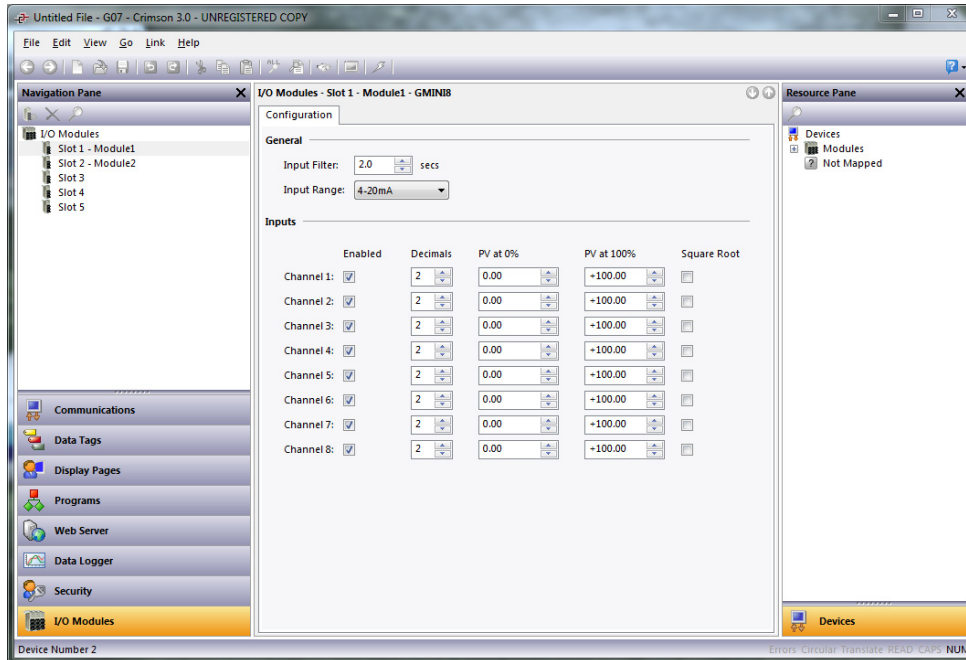 Untitled File - G07 - Crimson 3.0 - UNREGISTERED COPY
File Edit View Go Link Help
Navigation Pane
I/O Modules
Slot 1 - Module1
Slot 2 - Module2
Slot 3
Slot 4
Slot 5
Communications
Data Tags
Display Pages
Programs
Web Server
Data Logger
Security
I/O Modules
I/O Modules - Slot 1 - Module1 - GMINI8
Configuration
General
Input Filter: 2.0 secs
Input Range: 4-20mA
Inputs
Enabled Decimals PV at 0% PV at 100% Square Root
Channel 1: 2 0.00 +100.00
Channel 2: 2 0.00 +100.00
Channel 3: 2 0.00 +100.00
Channel 4: 2 0.00 +100.00
Channel 5: 2 0.00 +100.00
Channel 6: 2 0.00 +100.00
Channel 7: 2 0.00 +100.00
Channel 8: 2 0.00 +100.00
Resource Pane
Devices
Modules
Not Mapped
Devices
Device Number 2
Errors Circular Translate READ CAPS NUM